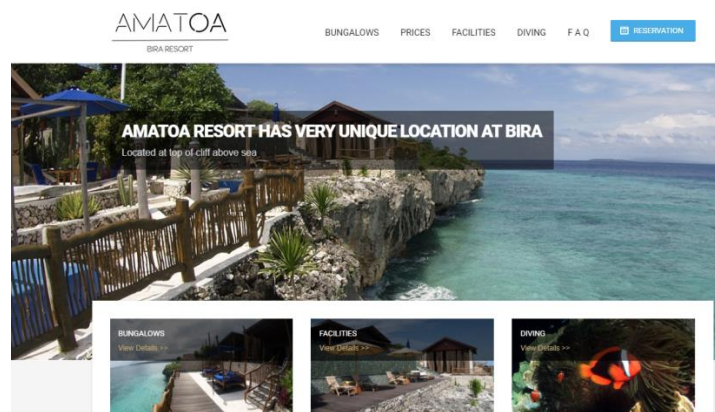 AMATOA
BIRA RESORT
BUNGALOWS PRICES FACILITIES DIVING F A Q RESERVATION
AMATOA RESORT HAS VERY UNIQUE LOCATION AT BIRA
Located at top of cliff above sea
BUNGALOWS
View Details >>
FACILITIES
View Details >>
DIVING
View Details >>